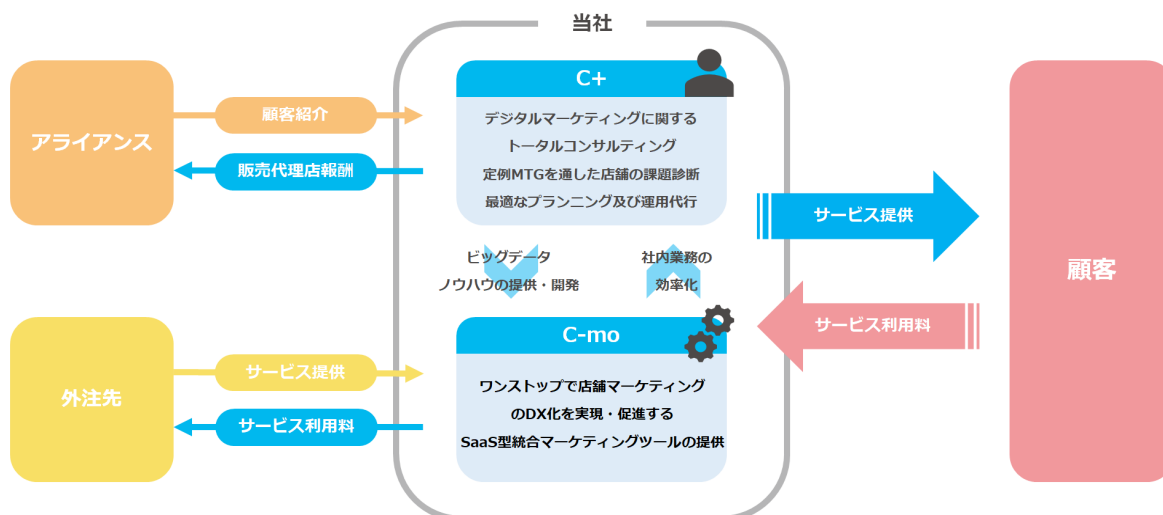 当社
アライアンス
顧客紹介
販売代理店報酬
C+
デジタルマーケティングに関する
トータルコンサルティング
定例MTGを通した店舗の課題診断
最適なプランニング及び運用代行
ビッグデータ
ノウハウの提供・開発
社内業務の
効率化
外注先
サービス提供
サービス利用料
C-mo
ワンストップで店舗マーケティング
のDX化を実現・促進する
SaaS型統合マーケティングツールの提供
サービス提供
サービス利用料
顧客